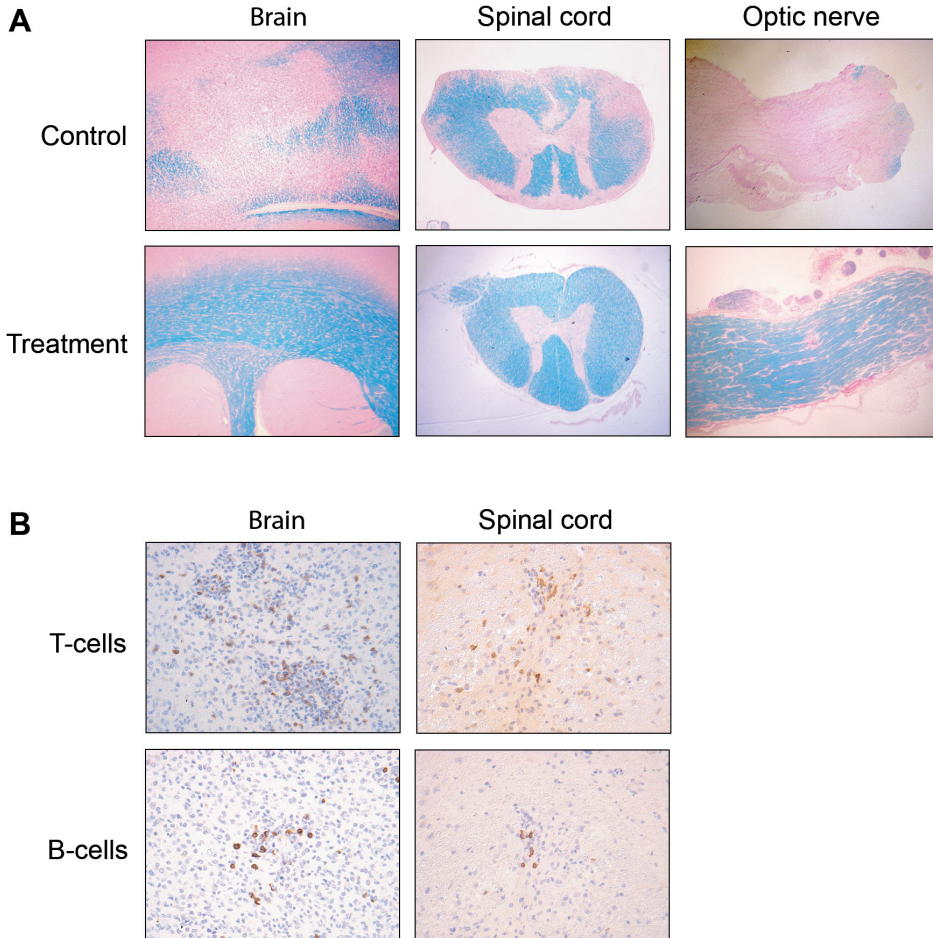 A
Brain
Spinal cord
Optic nerve
Control
Treatment
B
Brain
Spinal cord
T-cells
B-cells